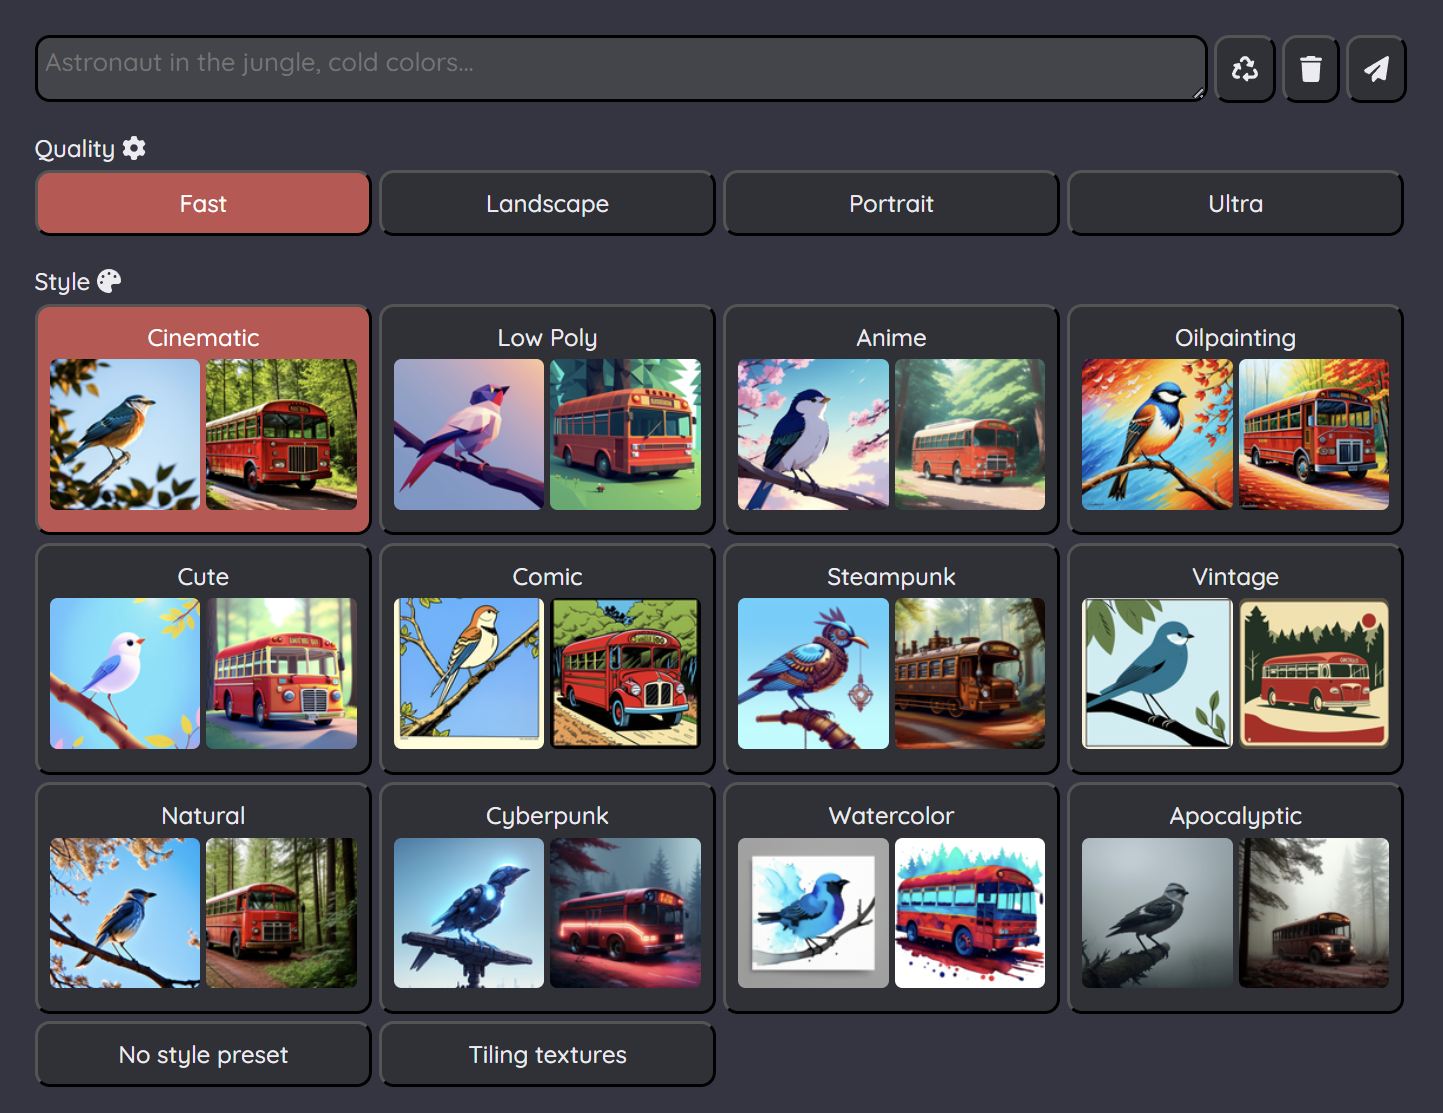 Astronaut in the jungle, cold colors...
Quality
Fast
Landscape
Portrait
Ultra
Style
Cinematic
Low Poly
Anime
Oilpainting
Cute
Comic
Steampunk
Vintage
Natural
Cyberpunk
Watercolor
Apocalyptic
No style preset
Tiling textures